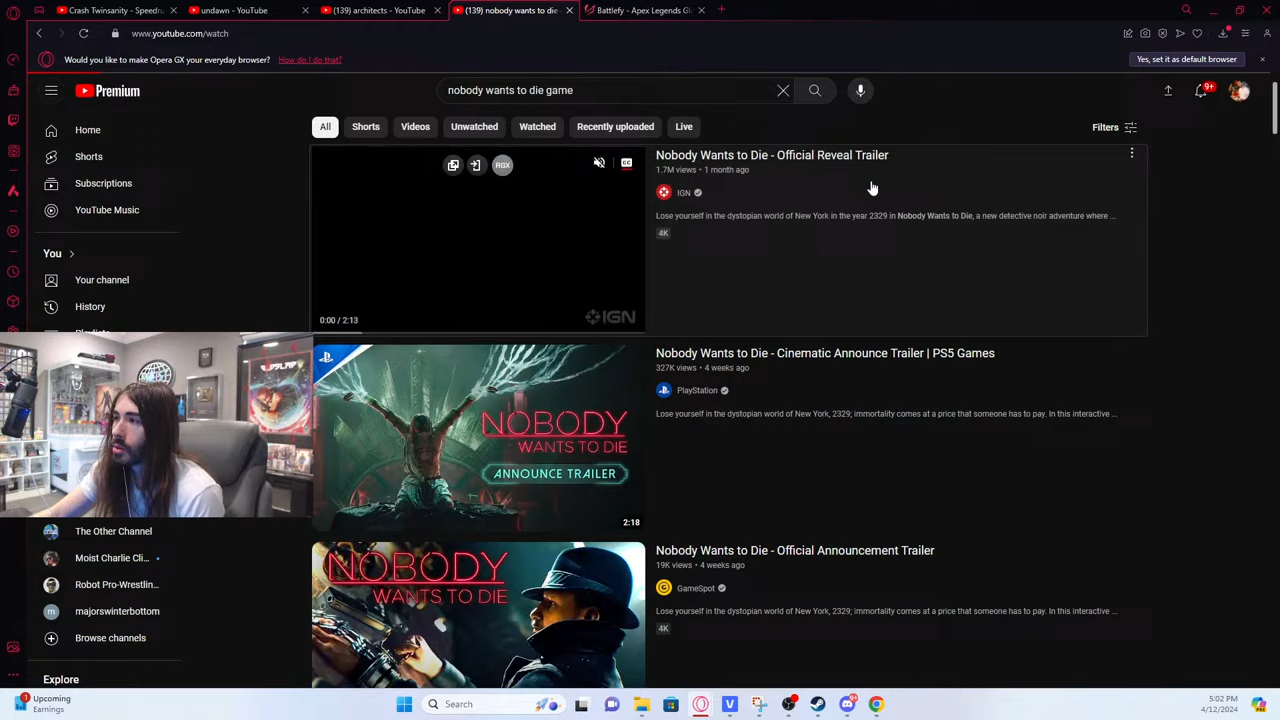 Crash Twinsanity - Speedru
undawn - YouTube
(139) architects - YouTube
(139) nobody wants to die
Battlefy - Apex Legends Gl
www.youtube.com/watch
Would you like to make Opera GX your everyday browser? How do I do that?
Yes, set it as default browser
Premium
nobody wants to die game
9+
All
Shorts
Videos
Unwatched
Watched
Recently uploaded
Live
Filters
Home
Shorts
Subscriptions
YouTube Music
You
Your channel
History
RGX
CC
0:00 / 2:13
IGN
Nobody Wants to Die - Official Reveal Trailer
1.7M views • 1 month ago
IGN
Lose yourself in the dystopian world of New York in the year 2329 in Nobody Wants to Die, a new detective noir adventure where ...
4K
NOBODY
WANTS TO DIE
ANNOUNCE TRAILER
2:18
Nobody Wants to Die - Cinematic Announce Trailer | PS5 Games
327K views • 4 weeks ago
PlayStation
Lose yourself in the dystopian world of New York, 2329; immortality comes at a price that someone has to pay. In this interactive ...
The Other Channel
Moist Charlie Cli...
Robot Pro-Wrestlin...
majorswinterbottom
Browse channels
Explore
NOBODY
WANTS TO DIE
Nobody Wants to Die - Official Announcement Trailer
19K views • 4 weeks ago
GameSpot
Lose yourself in the dystopian world of New York, 2329; immortality comes at a price that someone has to pay. In this interactive ...
4K
1
Upcoming
Earnings
Search
9+
5:02 PM
4/12/2024